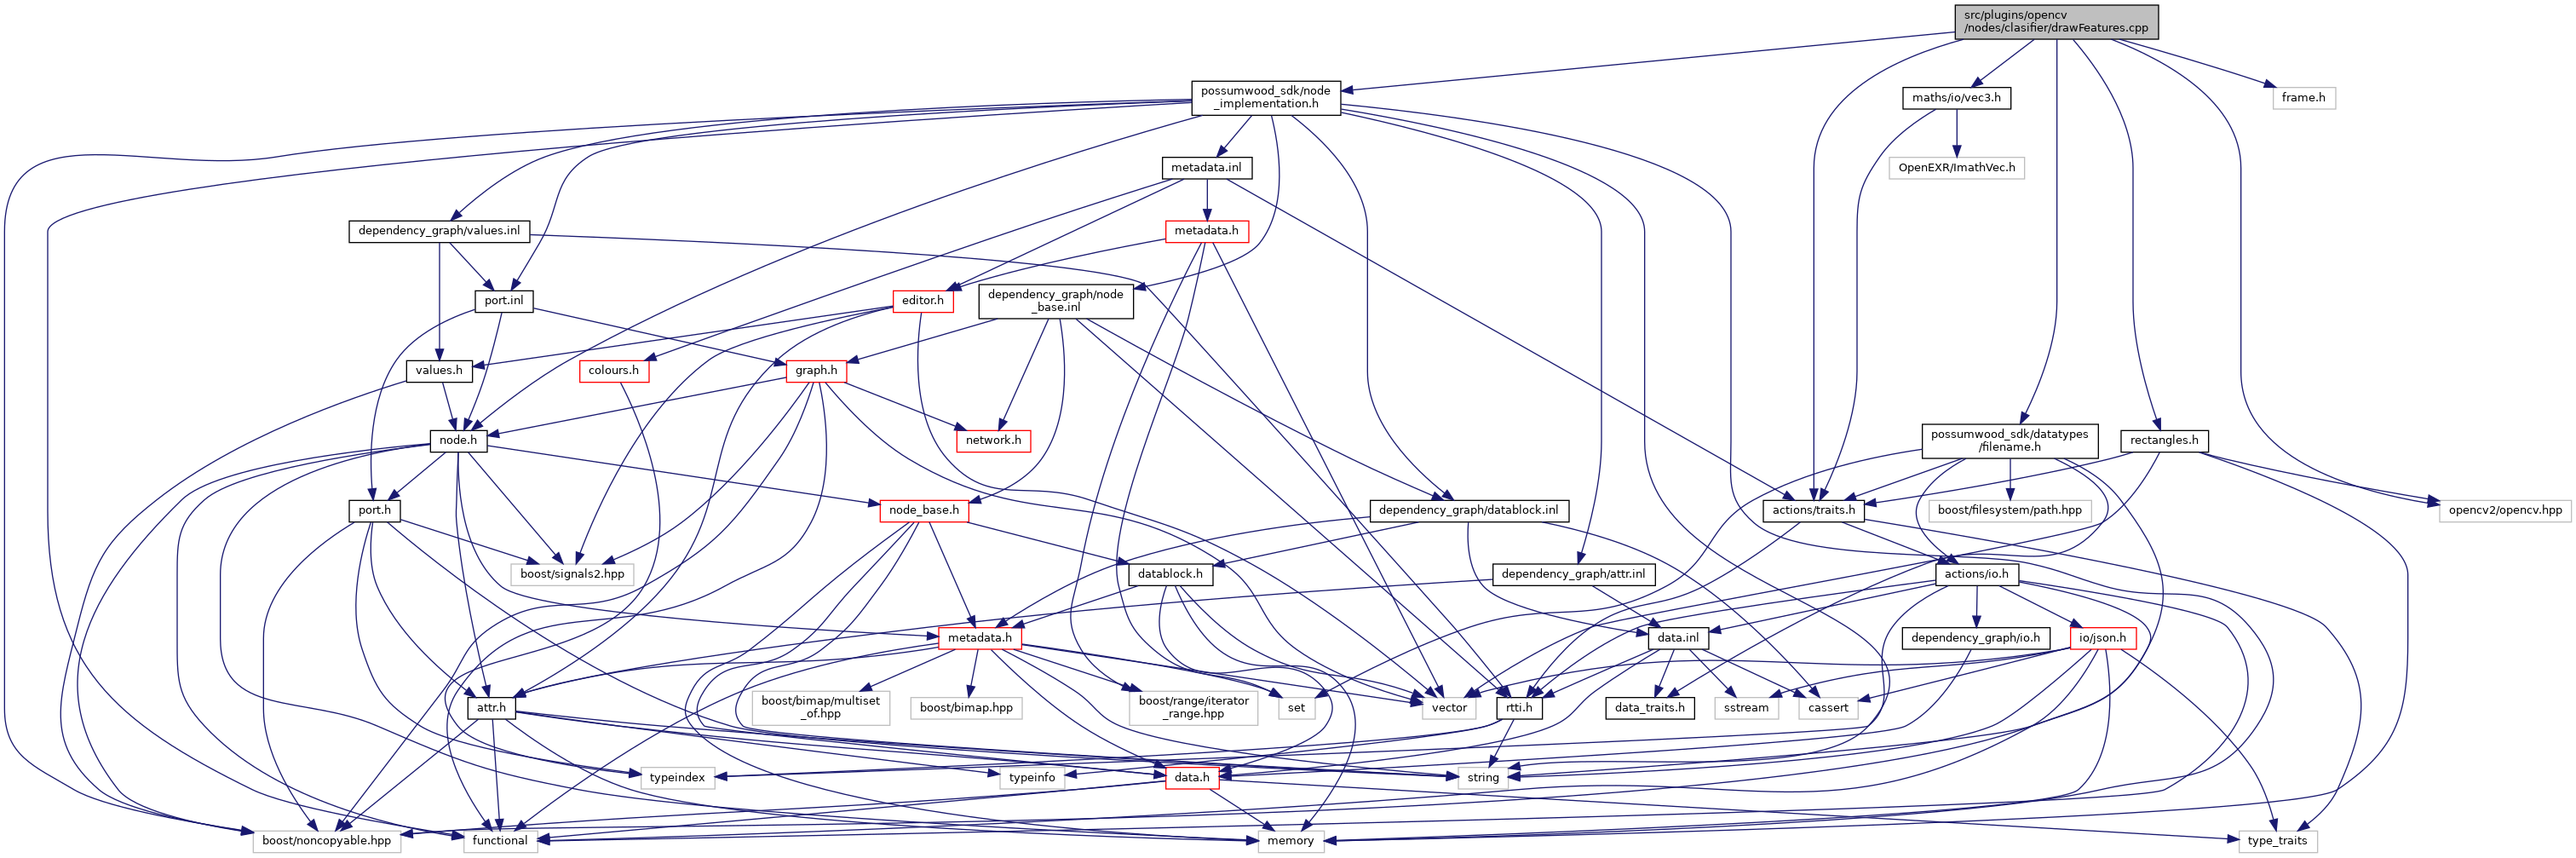 src/plugins/opencv
/nodes/clasifier/drawFeatures.cpp
possumwood_sdk/node
_implementation.h
maths/io/vec3.h
frame.h
metadata.inl
OpenEXR/ImathVec.h
dependency_graph/values.inl
metadata.h
port.inl
editor.h
dependency_graph/node
_base.inl
values.h
colours.h
graph.h
node.h
network.h
possumwood_sdk/datatypes
/filename.h
rectangles.h
port.h
node_base.h
dependency_graph/datablock.inl
actions/traits.h
boost/filesystem/path.hpp
opencv2/opencv.hpp
boost/signals2.hpp
datablock.h
dependency_graph/attr.inl
actions/io.h
metadata.h
data.inl
dependency_graph/io.h
io/json.h
attr.h
boost/bimap/multiset
_of.hpp
boost/bimap.hpp
boost/range/iterator
_range.hpp
set
vector
rtti.h
data_traits.h
sstream
cassert
typeindex
typeinfo
data.h
string
boost/noncopyable.hpp
functional
memory
type_traits